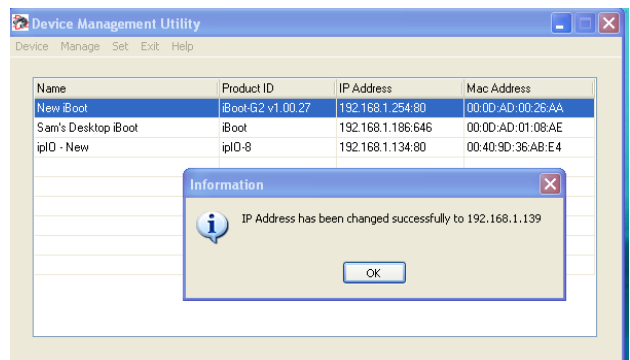 Device Management Utility
Device Manage Set Exit Help
Name Product ID IP Address Mac Address
New iBoot iBoot-G2 v1.00.27 192.168.1.254:80 00:0D:AD:00:26:AA
Sam's Desktop iBoot iBoot 192.168.1.186:646 00:0D:AD:01:08:AE
ipIO - New ipIO-8 192.168.1.134:80 00:40:9D:36:AB:E4
Information
IP Address has been changed successfully to 192.168.1.139
OK